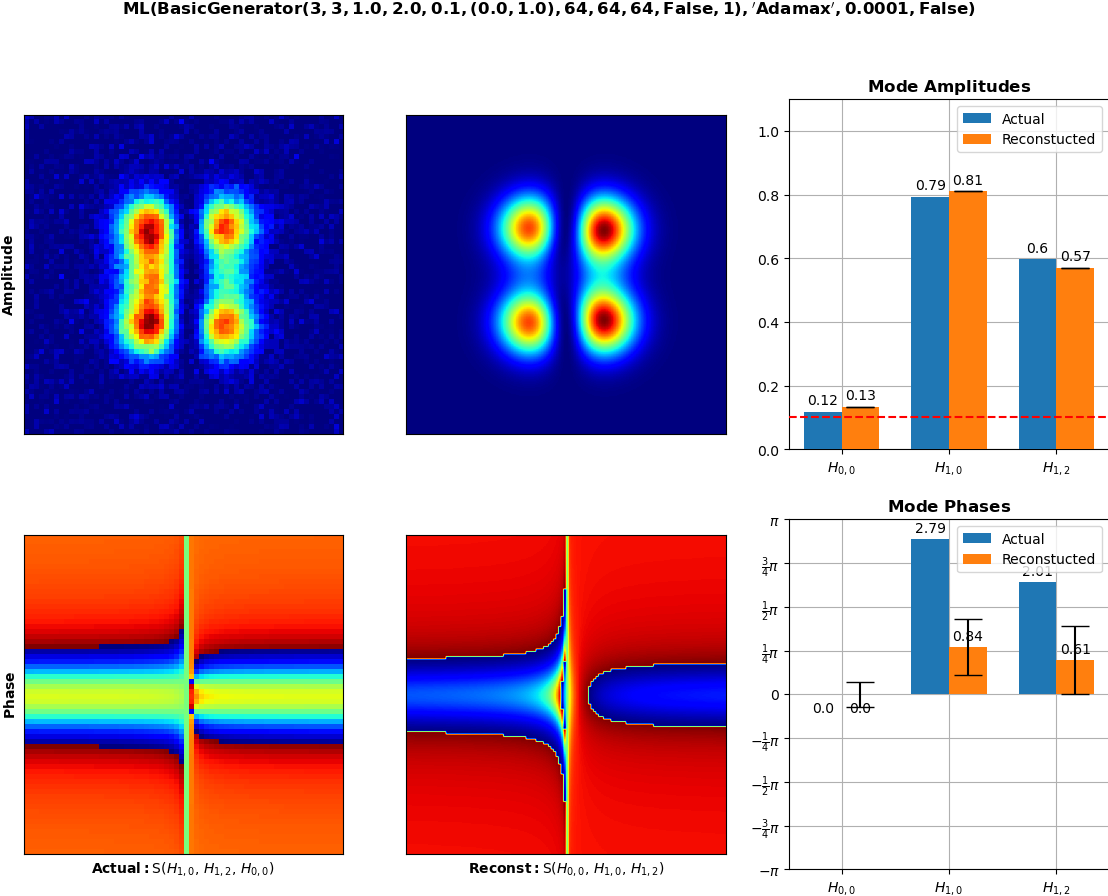 ML(BasicGenerator(3, 3, 1.0, 2.0, 0.1, (0.0, 1.0), 64, 64, 64, False, 1), ′Adamax′, 0.0001, False)
Amplitude
Mode Amplitudes
Actual
Reconstucted
1.0
0.8
0.6
0.4
0.2
0.0
0.12
0.13
0.79
0.81
0.6
0.57
H0,0
H1,0
H1,2
Phase
Actual: S(H1,0, H1,2, H0,0)
Reconst: S(H0,0, H1,0, H1,2)
Mode Phases
Actual
Reconstucted
π
3/4π
1/2π
1/4π
0
−1/4π
−1/2π
−3/4π
−π
0.0
0.0
2.79
0.84
2.01
0.61
H0,0
H1,0
H1,2